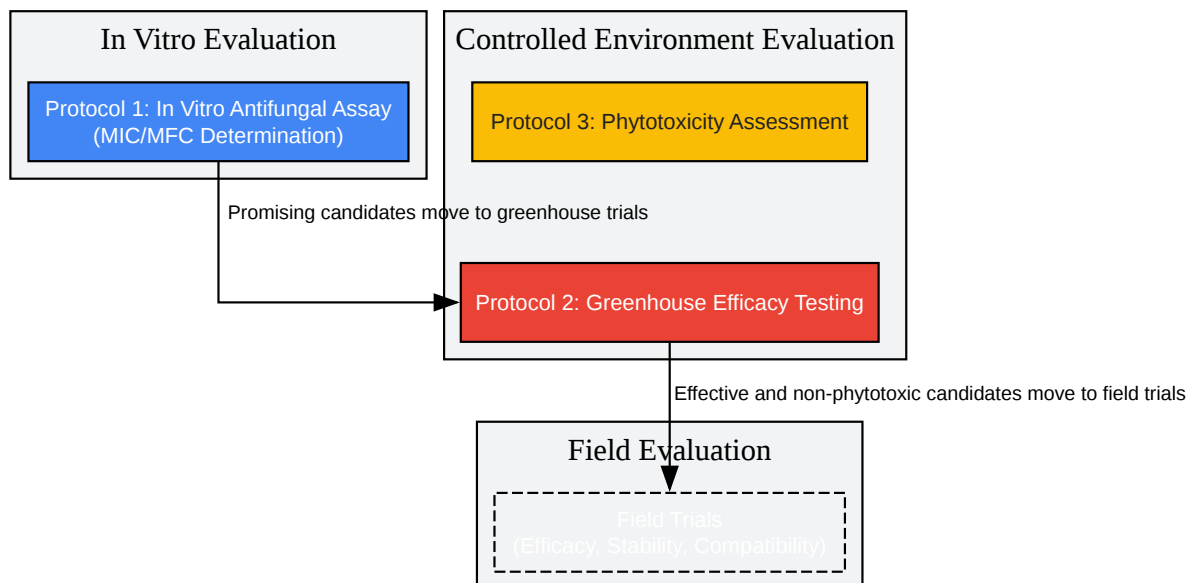 In Vitro Evaluation
Protocol 1: In Vitro Antifungal Assay
(MIC/MFC Determination)
Controlled Environment Evaluation
Protocol 3: Phytotoxicity Assessment
Promising candidates move to greenhouse trials
Protocol 2: Greenhouse Efficacy Testing
Effective and non-phytotoxic candidates move to field trials
Field Evaluation
Field Trials
(Efficacy, Stability, Compatibility)